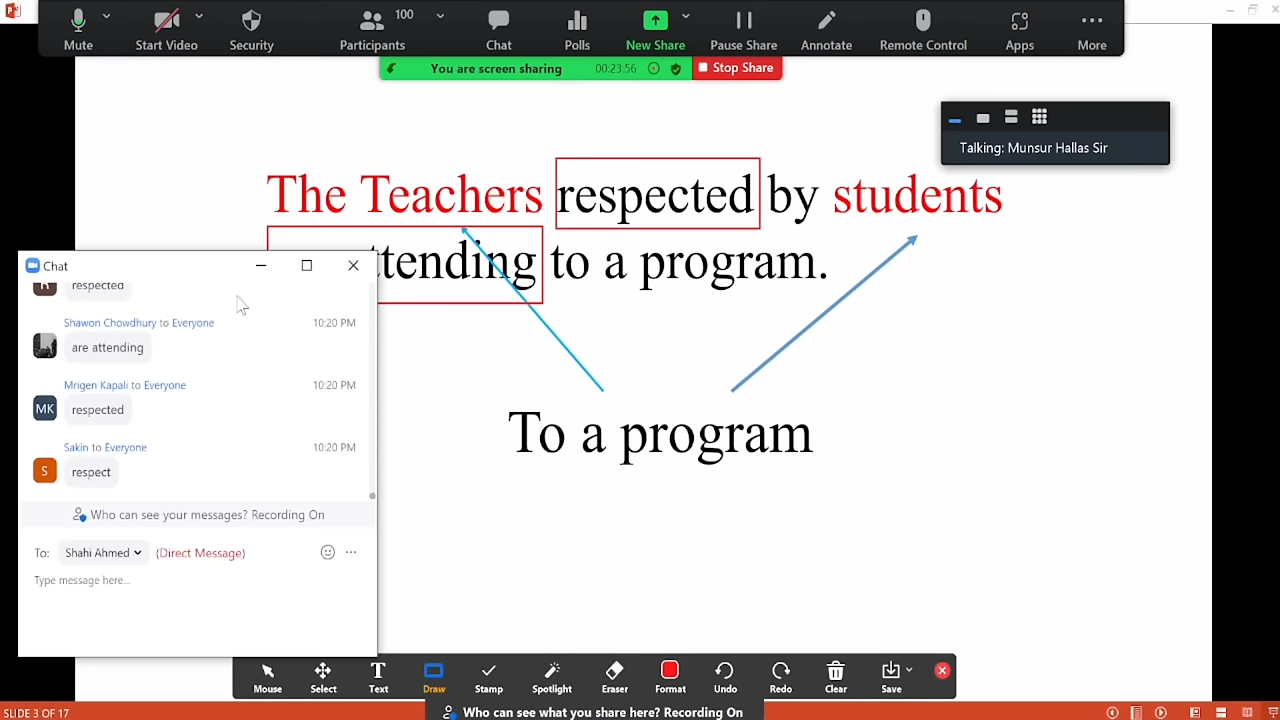 Mute
Start Video
Security
Participants
100
Chat
Polls
New Share
Pause Share
Annotate
Remote Control
Apps
More
You are screen sharing
00:23:56
Stop Share
Talking: Munsur Hallas Sir
The Teachers respected by students
ttending to a program.
To a program
Chat
respected
Shawon Chowdhury to Everyone 10:20 PM
are attending
Mrigen Kapali to Everyone 10:20 PM
MK
respected
Sakin to Everyone 10:20 PM
S
respect
Who can see your messages? Recording On
To: Shahi Ahmed (Direct Message)
Type message here...
Mouse
Select
Text
Draw
Stamp
Spotlight
Eraser
Format
Undo
Redo
Clear
Save
Who can see what you share here? Recording On
SLIDE 3 OF 17